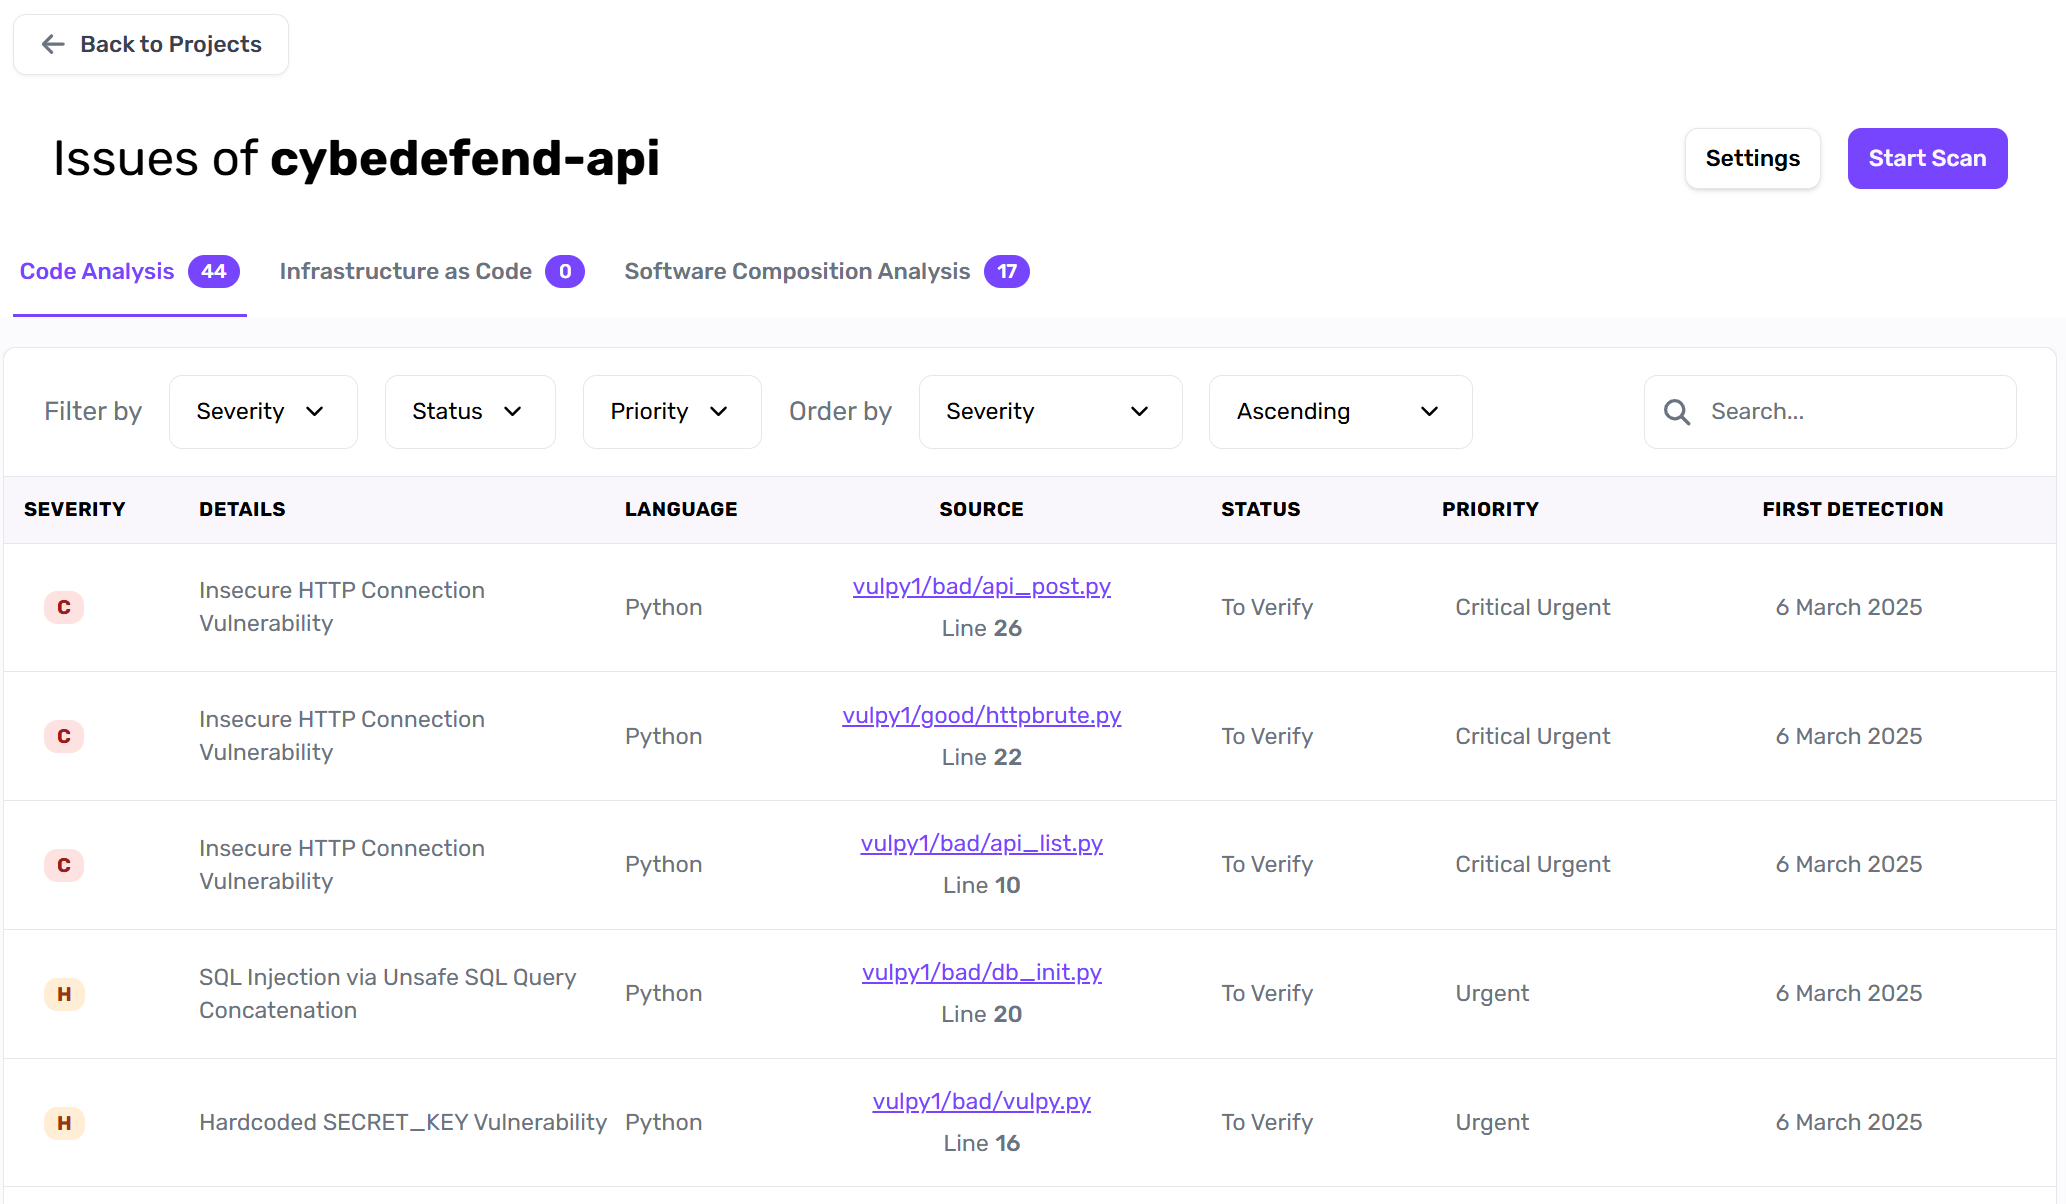 Back to Projects
Issues of cybedefend-api
Settings
Start Scan
Code Analysis 44
Infrastructure as Code 0
Software Composition Analysis 17
Filter by
Severity
Status
Priority
Order by
Severity
Ascending
Search...
SEVERITY DETAILS LANGUAGE SOURCE STATUS PRIORITY FIRST DETECTION
C
Insecure HTTP Connection
Vulnerability
Python
vulpy1/bad/api_post.py
Line 26
To Verify
Critical Urgent
6 March 2025
C
Insecure HTTP Connection
Vulnerability
Python
vulpy1/good/httpbrute.py
Line 22
To Verify
Critical Urgent
6 March 2025
C
Insecure HTTP Connection
Vulnerability
Python
vulpy1/bad/api_list.py
Line 10
To Verify
Critical Urgent
6 March 2025
H
SQL Injection via Unsafe SQL Query
Concatenation
Python
vulpy1/bad/db_init.py
Line 20
To Verify
Urgent
6 March 2025
H
Hardcoded SECRET_KEY Vulnerability
Python
vulpy1/bad/vulpy.py
Line 16
To Verify
Urgent
6 March 2025